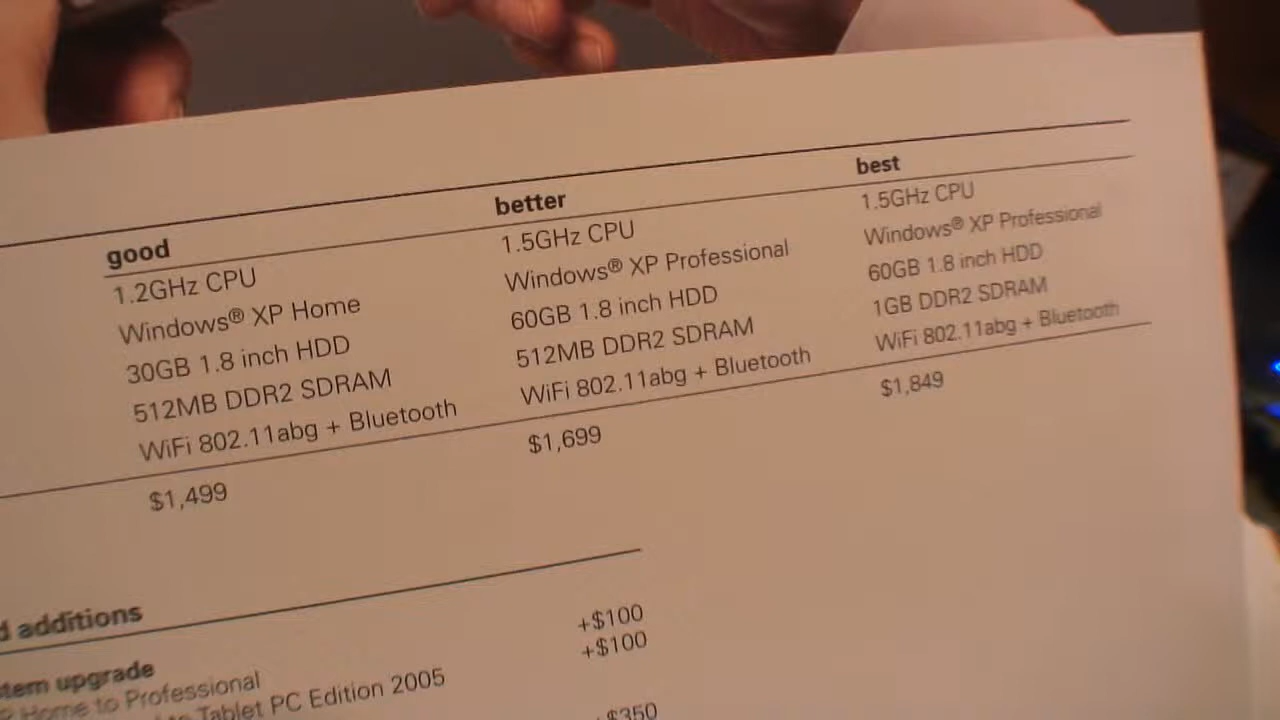 good
1.2GHz CPU
Windows® XP Home
30GB 1.8 inch HDD
512MB DDR2 SDRAM
WiFi 802.11abg + Bluetooth
$1,499
better
1.5GHz CPU
Windows® XP Professional
60GB 1.8 inch HDD
512MB DDR2 SDRAM
WiFi 802.11abg + Bluetooth
$1,699
best
1.5GHz CPU
Windows® XP Professional
60GB 1.8 inch HDD
1GB DDR2 SDRAM
WiFi 802.11abg + Bluetooth
$1,849
additions
upgrade
Home to Professional +$100
to Tablet PC Edition 2005 +$100
$350